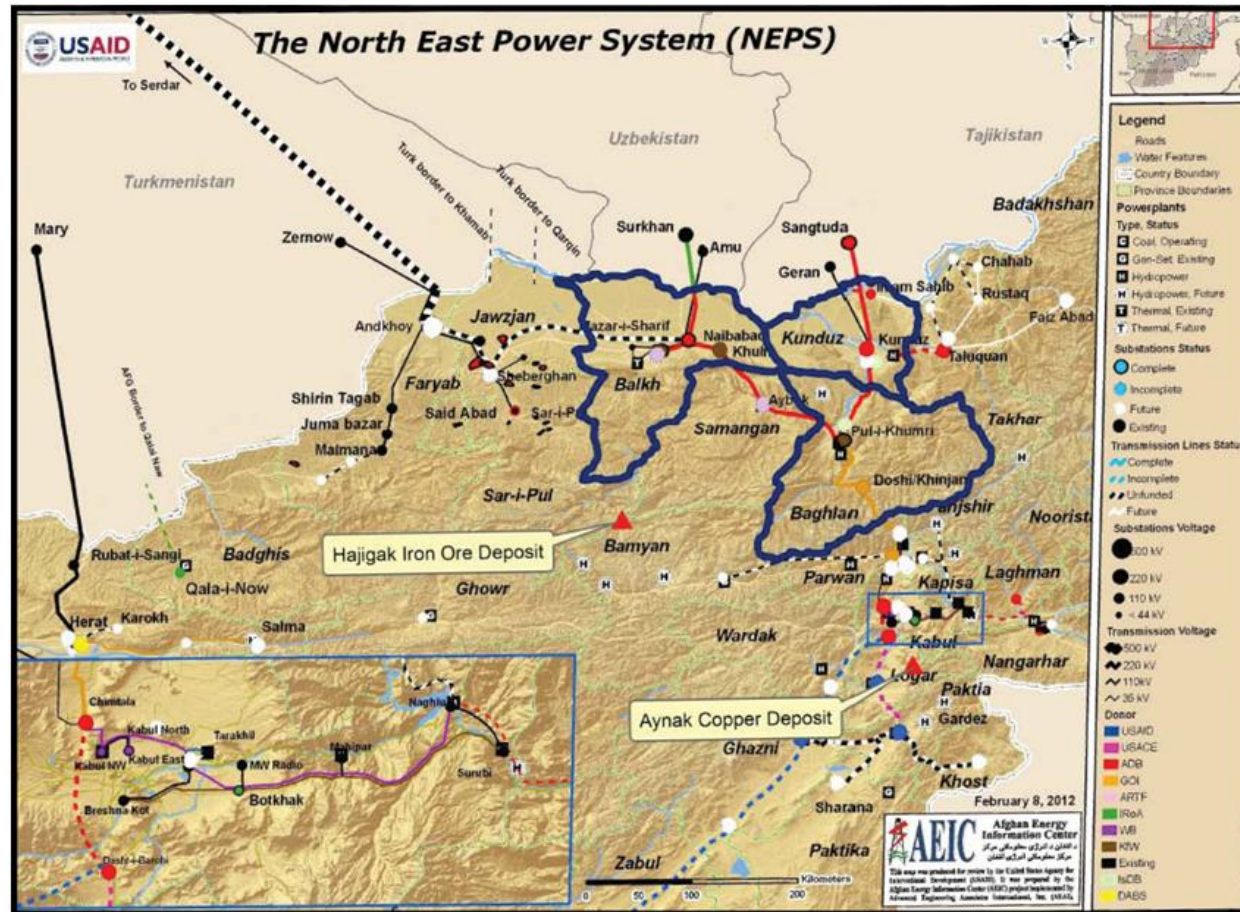 USAID
The North East Power System (NEPS)
To Serdar
Uzbekistan
Tajikistan
Turkmenistan
Turk border to Khamab
Turk border to Qarqin
Badakhshan
Mary
Zernow
Surkhan
Amu
Sangtuda
Geran
Chahab
Rustaq
Faiz Abad
Andkhoy
Jawzjan
Naibabad
Kunduz
Kunduz
Taluquan
Faryab
Sheberghan
Balkh
Shirin Tagab
Said Abad
Takhar
Juma bazar
Samangan
Pul-i-Khumri
Maimana
AFG Border to Qalai Naw
Doshi/Khinjan
Sar-i-Pul
Baghlan
Hajigak Iron Ore Deposit
Bamyan
Rubat-i-Sangi
Badghis
Qala-i-Now
Ghowr
Parwan
Kapisa
Laghman
Herat
Karokh
Salma
Wardak
Kabul
Nangarhar
Logar
Paktia
Aynak Copper Deposit
Gardez
Ghazni
Khost
Sharana
Zabul
Paktika
Chimtala
Kabul North
Tarakhil
Kabul NW
Kabul East
MW Radio
Mahipar
Naghlu
Surubi
Breshna Kot
Botkhak
Dasht-i-Barchi
February 8, 2012
AEIC
Afghan Energy
Information Center
Kilometers
0 50 100 200
Legend
Roads
Water Features
Country Boundary
Province Boundaries
Powerplants
Type, Status
C Coal, Operating
G Gen-Set, Existing
H Hydropower
H Hydropower, Future
T Thermal, Existing
T Thermal, Future
Substations Status
Complete
Incomplete
Future
Existing
Transmission Lines Status
Complete
Incomplete
Unfunded
Future
Substations Voltage
500 kV
220 kV
110 kV
< 44 kV
Transmission Voltage
500 kV
220 kV
110kV
35 kV
Donor
USAID
USACE
ADB
GOI
ARTF
IRoA
WB
KfW
Existing
IsDB
DABS